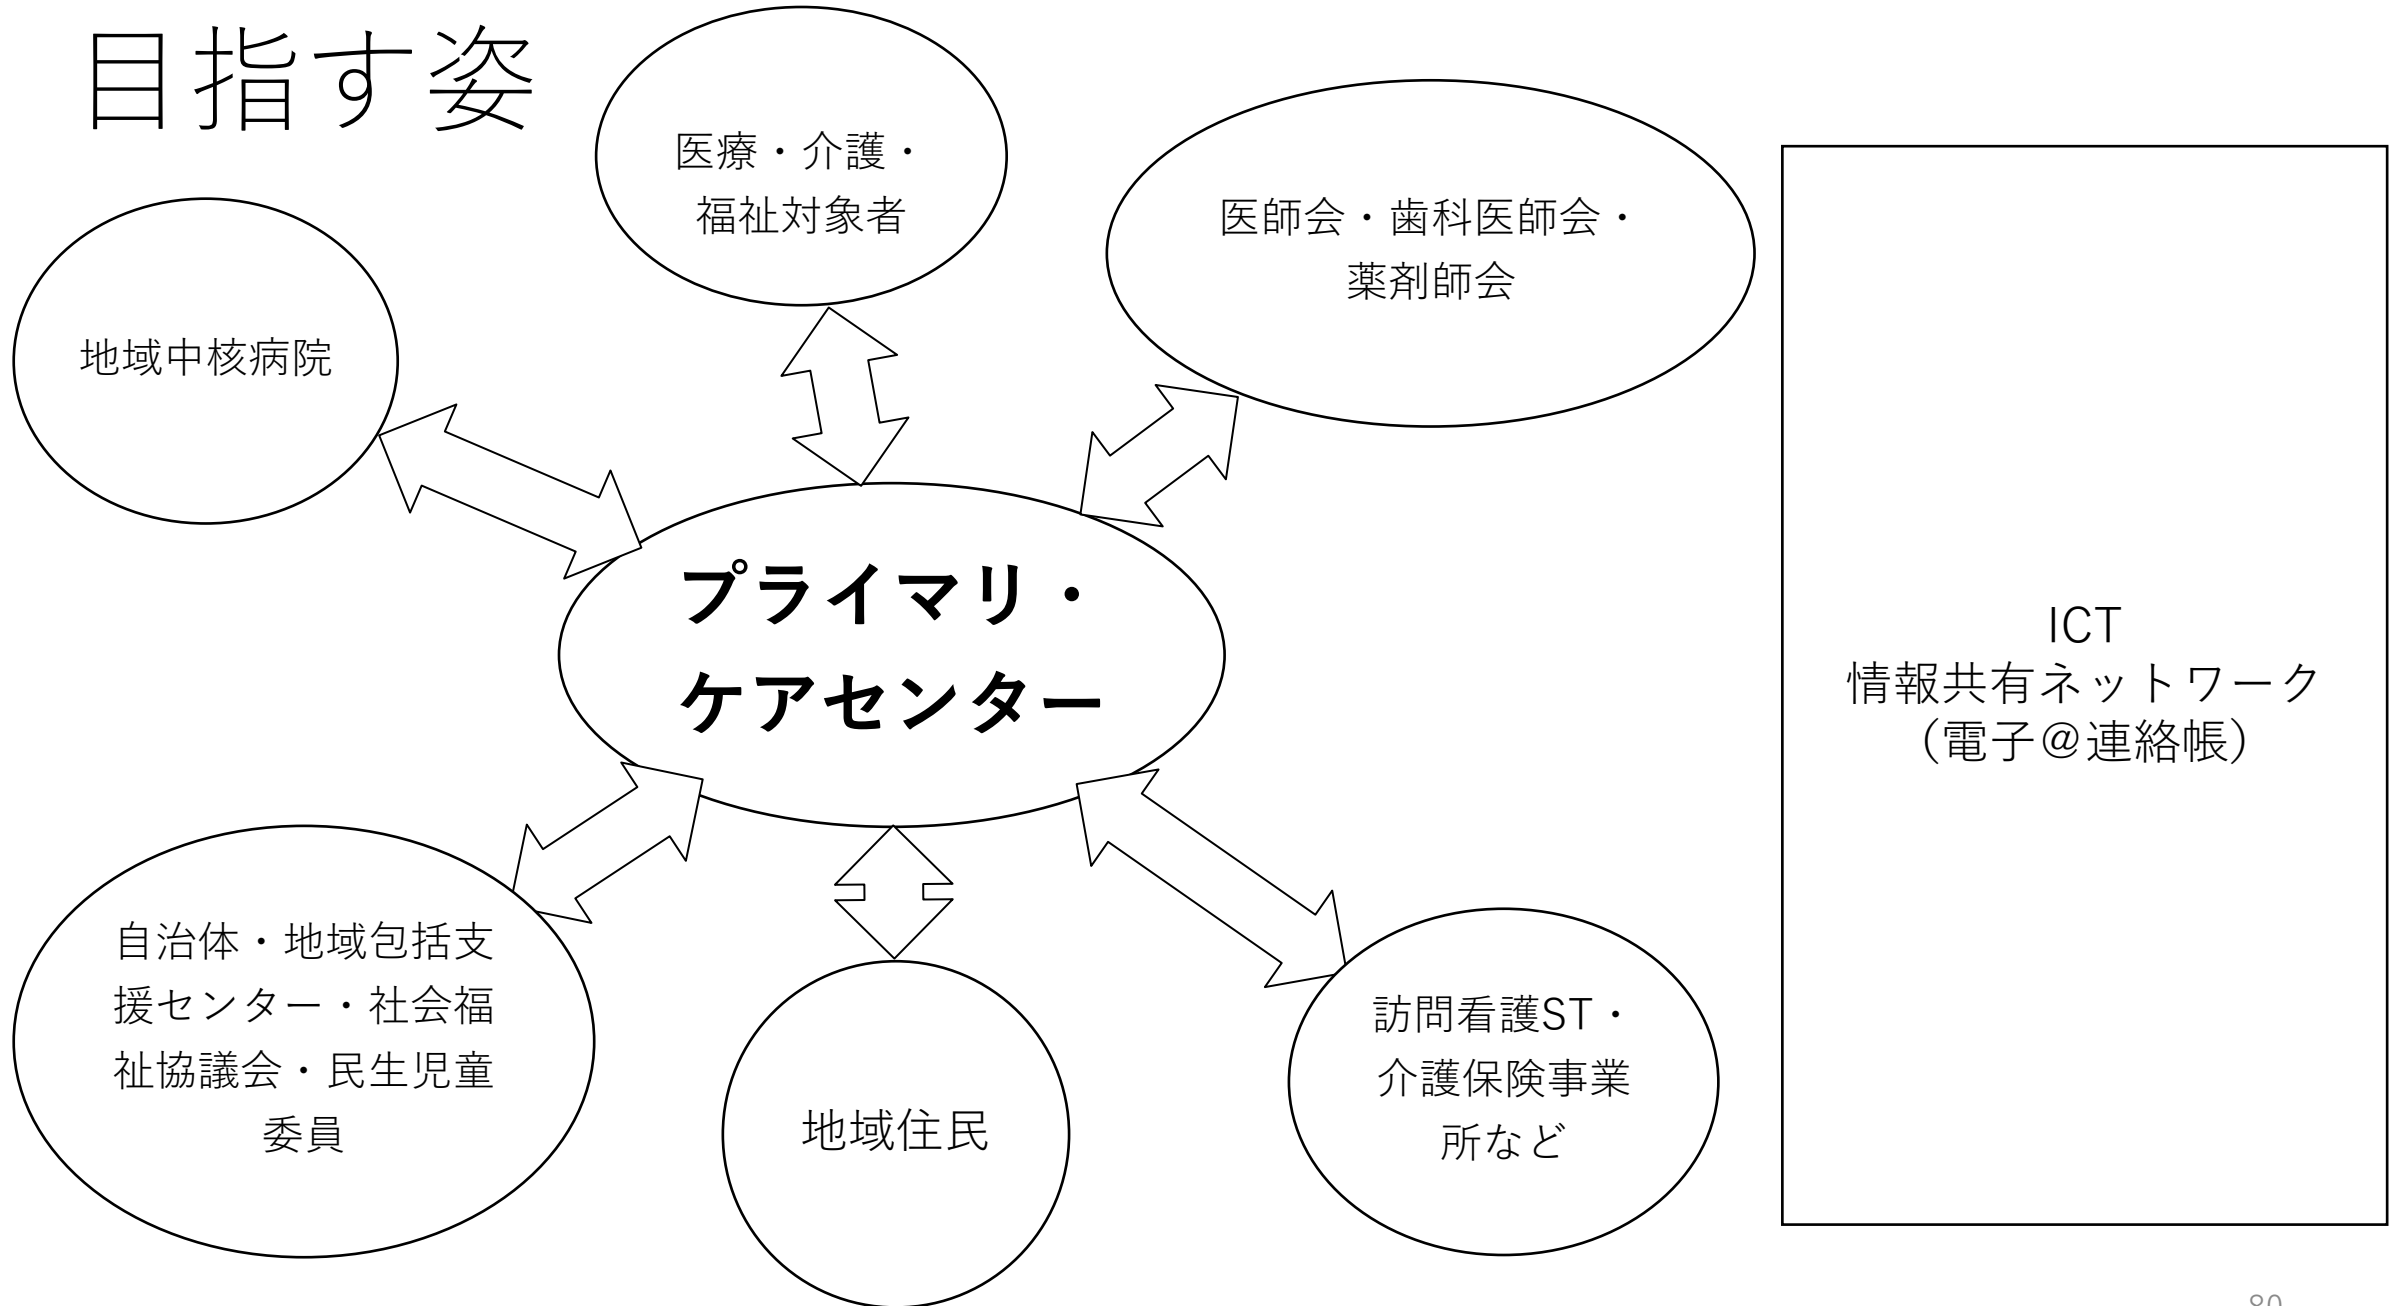 目指す姿
医療・介護・
福祉対象者
医師会・歯科医師会・
薬剤師会
地域中核病院
プライマリ・
ケアセンター
ICT
情報共有ネットワーク
（電子＠連絡帳）
自治体・地域包括支
援センター・社会福
祉協議会・民生児童
委員
地域住民
訪問看護ST・
介護保険事業
所など
80